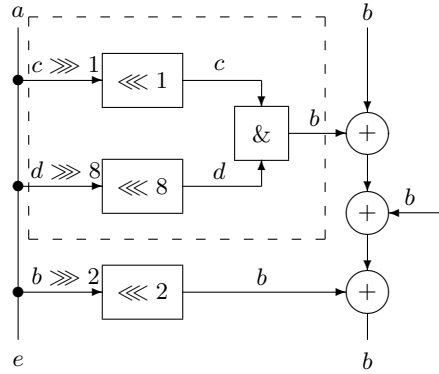 a b
c ⋙ 1 ⋘ 1 c
& b +
d ⋙ 8 ⋘ 8 d
+ b
b ⋙ 2 ⋘ 2 b +
e b